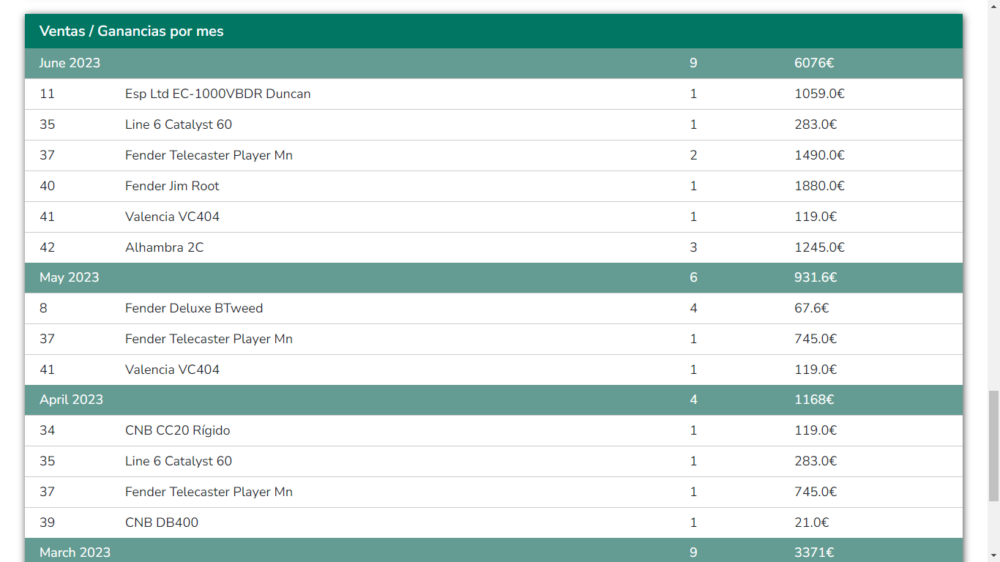 Ventas / Ganancias por mes
June 2023 9 6076€
11 Esp Ltd EC-1000VBDR Duncan 1 1059.0€
35 Line 6 Catalyst 60 1 283.0€
37 Fender Telecaster Player Mn 2 1490.0€
40 Fender Jim Root 1 1880.0€
41 Valencia VC404 1 119.0€
42 Alhambra 2C 3 1245.0€
May 2023 6 931.6€
8 Fender Deluxe BTweed 4 67.6€
37 Fender Telecaster Player Mn 1 745.0€
41 Valencia VC404 1 119.0€
April 2023 4 1168€
34 CNB CC20 Rígido 1 119.0€
35 Line 6 Catalyst 60 1 283.0€
37 Fender Telecaster Player Mn 1 745.0€
39 CNB DB400 1 21.0€
March 2023 9 3371€